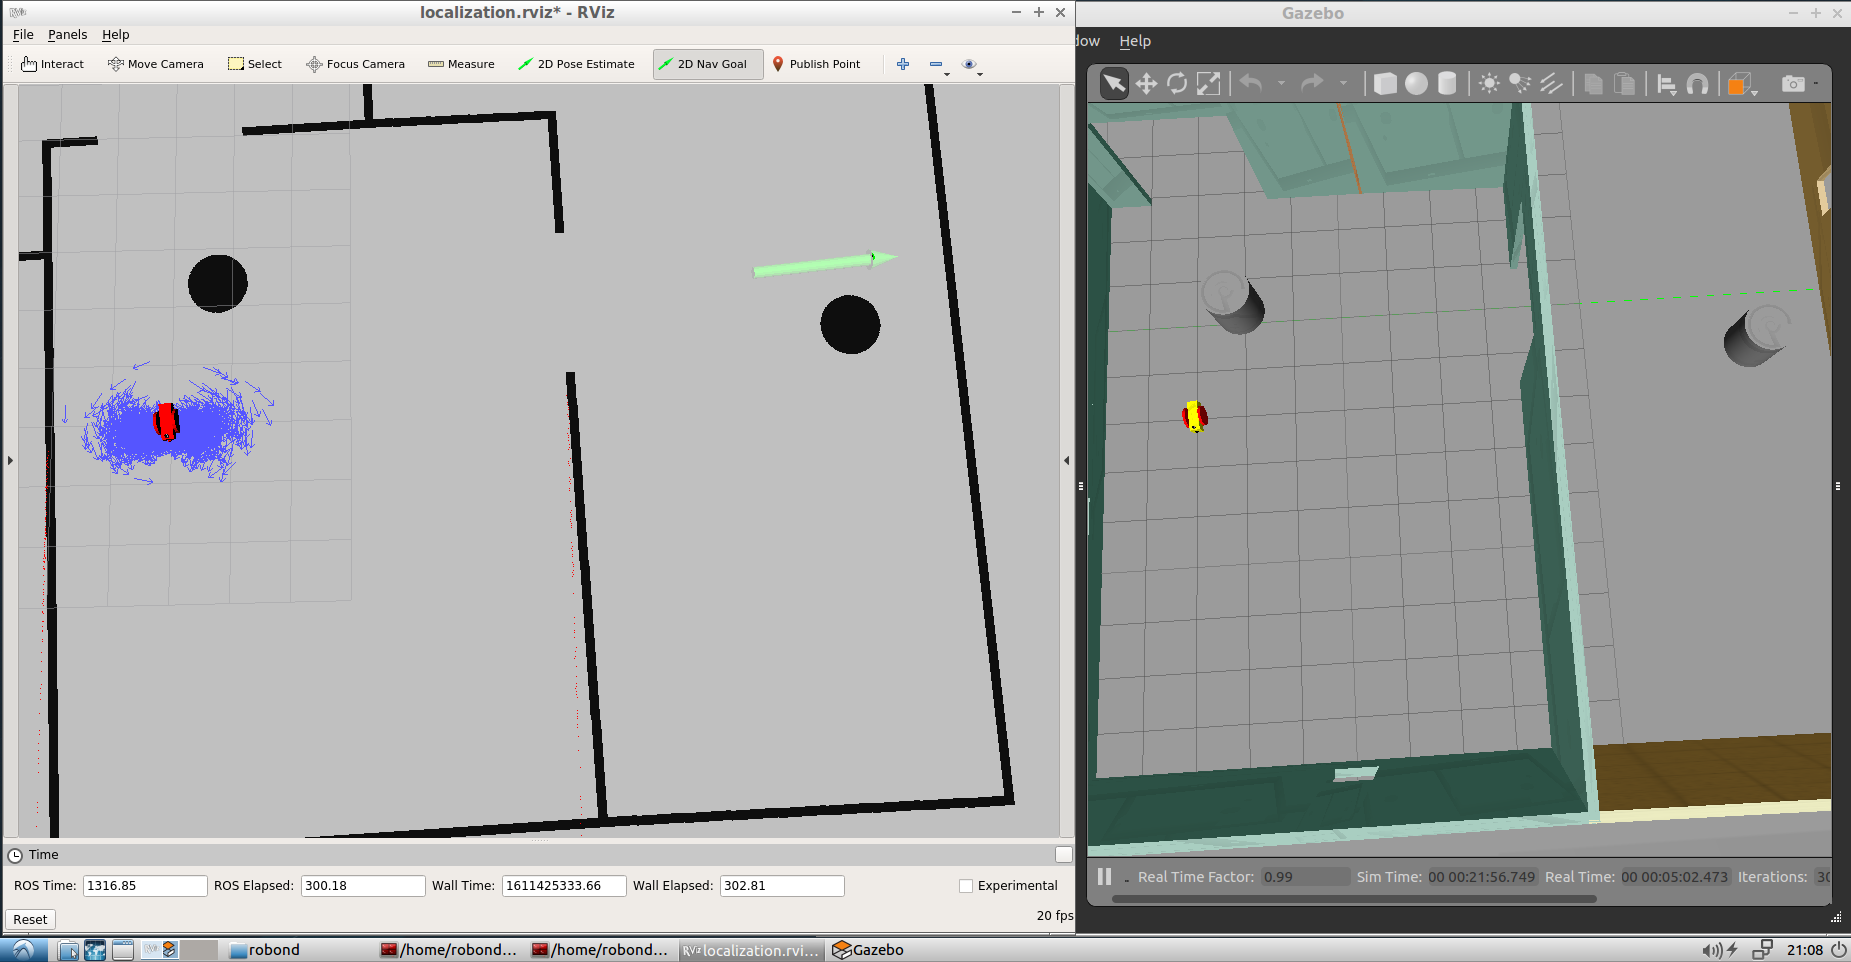 localization.rviz* - RViz
File Panels Help
Interact Move Camera Select Focus Camera Measure 2D Pose Estimate 2D Nav Goal Publish Point
Time
ROS Time: 1316.85 ROS Elapsed: 300.18 Wall Time: 1611425333.66 Wall Elapsed: 302.81 Experimental
Reset 20 fps
Gazebo
dow Help
Real Time Factor: 0.99 Sim Time: 00 00:21:56.749 Real Time: 00 00:05:02.473 Iterations: 30
robond /home/robond... /home/robond... RViz localization.rvi... Gazebo 21:08